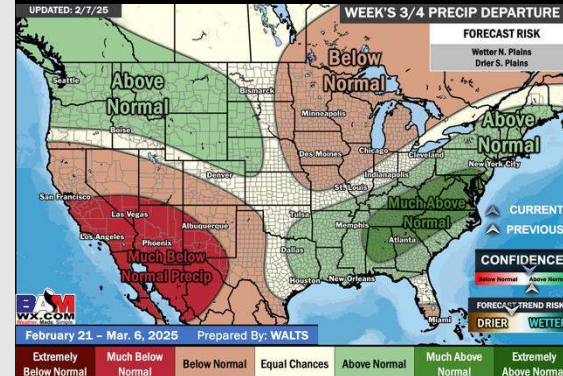 UPDATED: 2/7/25
WEEK'S 3/4 PRECIP DEPARTURE
FORECAST RISK
Wetter N. Plains
Drier S. Plains
Below
Normal
Above
Normal
Seattle
Bismarck
Minneapolis
Boise
Above
Normal
Des Moines
Chicago
Cleveland
New York City
Denver
Indianapolis
St. Louis
San Francisco
Las Vegas
Tulsa
Much Above
Normal
CURRENT
PREVIOUS
Los Angeles
Albuquerque
Memphis
Phoenix
Atlanta
Much Below
Normal Precip
Dallas
CONFIDENCE
Below Normal
Above Normal
Houston
New Orleans
BAM
WX.COM
Weather. Made. Simple.
FORECAST TREND RISK
DRIER
WETTER
Miami
February 21 – Mar. 6, 2025 Prepared By: WALTS
Extremely
Below Normal
Much Below
Normal
Below Normal
Equal Chances
Above Normal
Much Above
Normal
Extremely
Above Normal